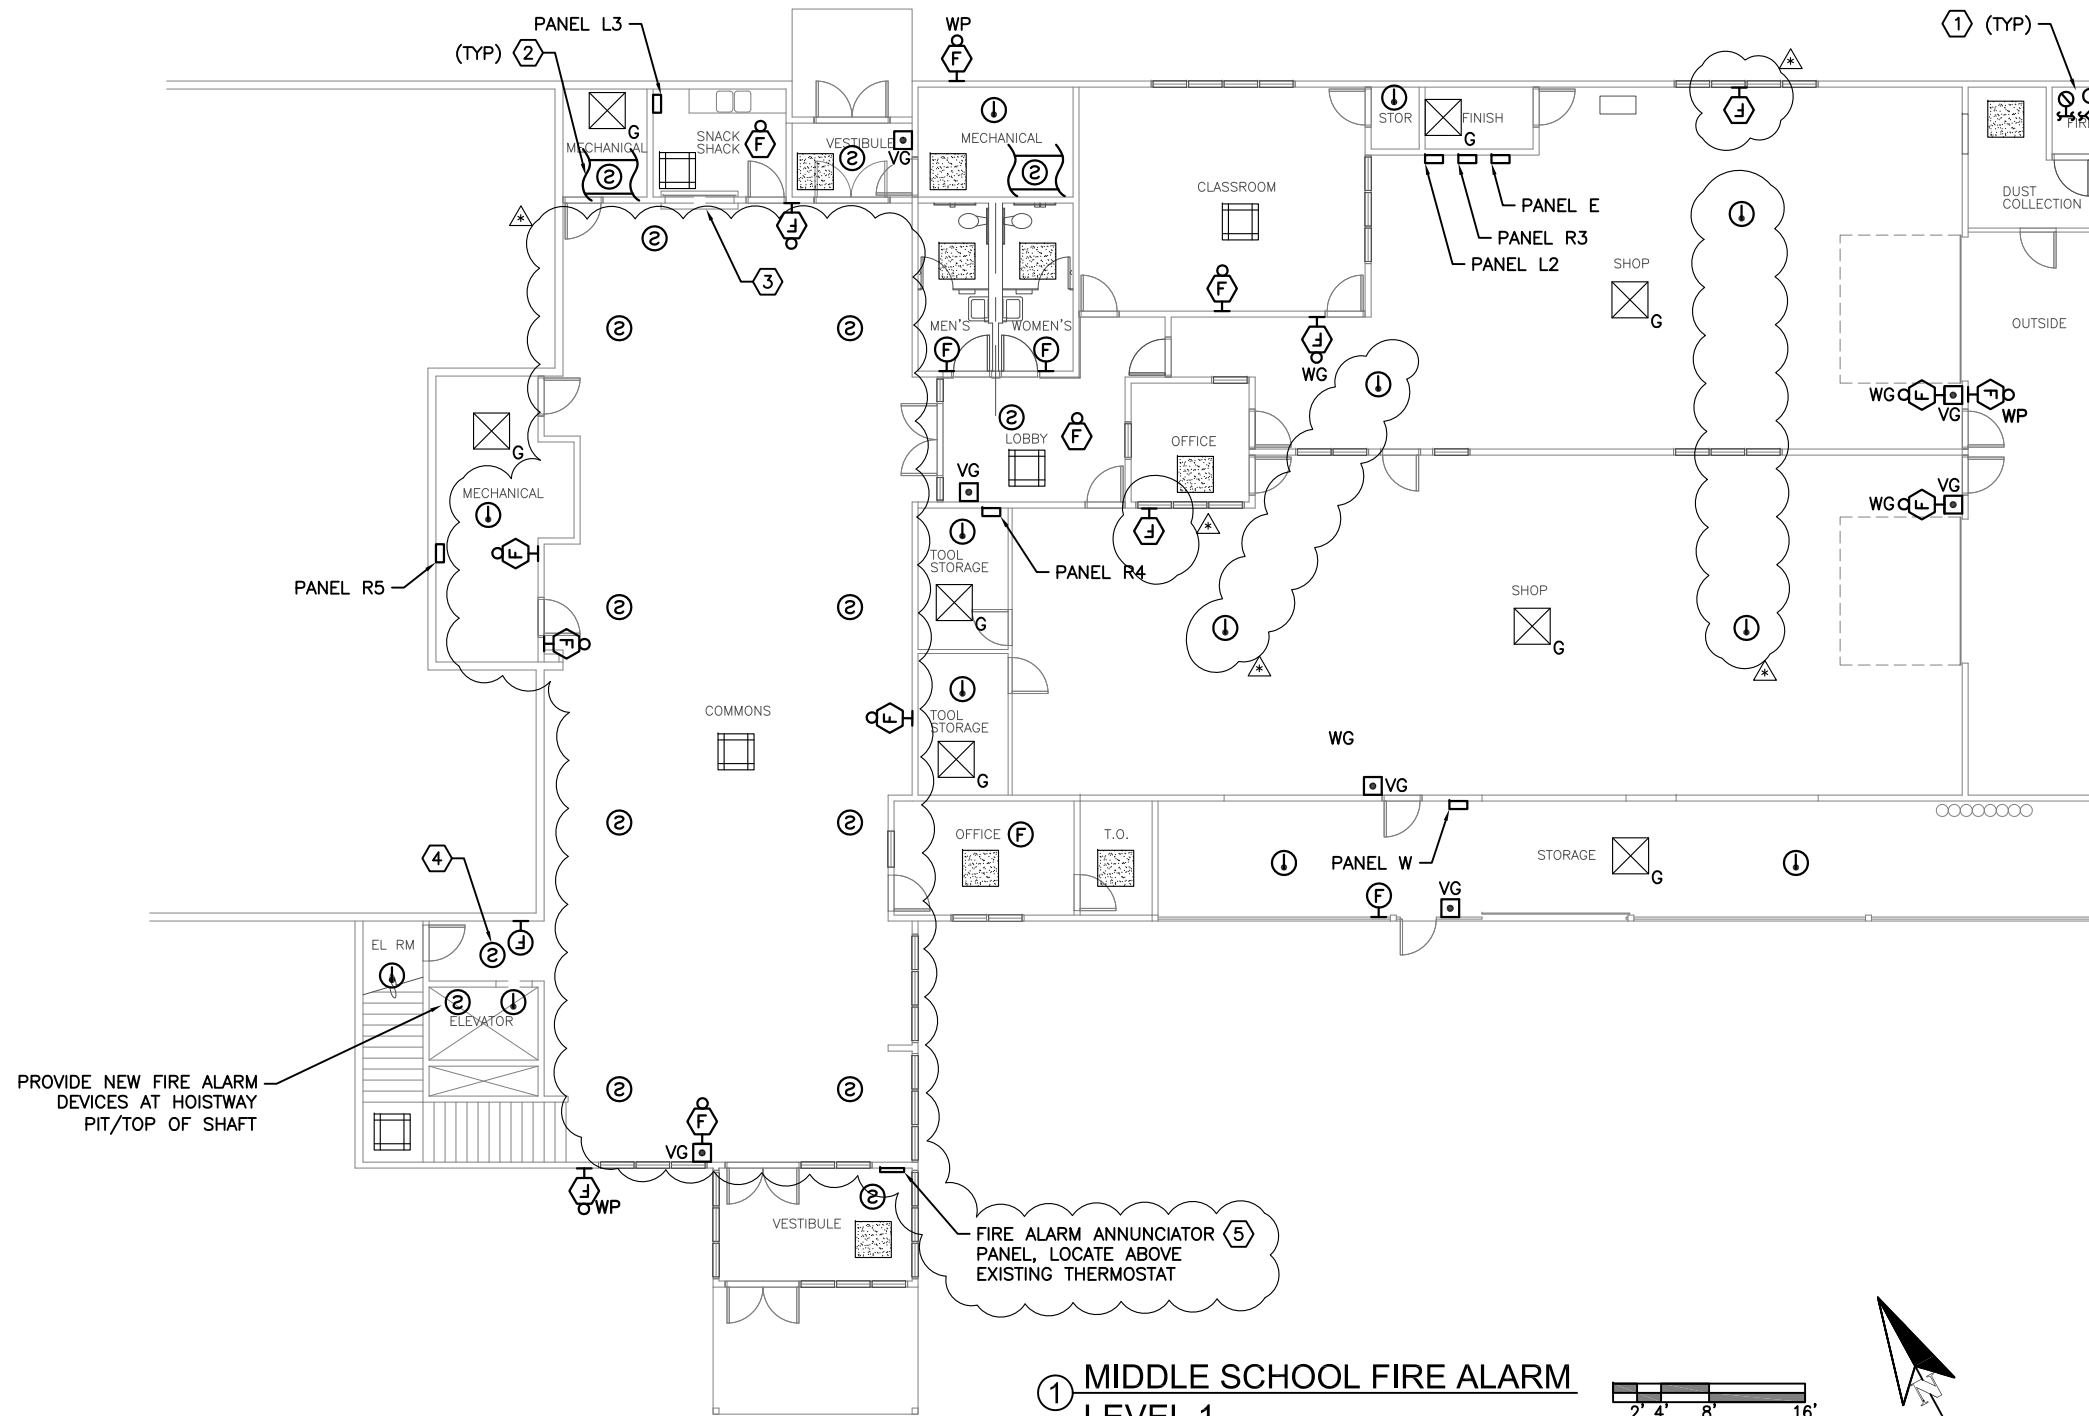 PANEL L3
(TYP) 2
WP
F
1 (TYP)
*
G
MECHANICAL
S
SNACK
SHACK
F
VESTIBULE
S
VG
MECHANICAL
S
STOR
FINISH
G
F
FIRE
CLASSROOM
DUST
COLLECTION
PANEL E
PANEL R3
PANEL L2
*
S
F
3
SHOP
G
OUTSIDE
F
S
S
MEN'S
WOMEN'S
F
F
F
WG
WG F
VG
F
WP
G
S
LOBBY
F
OFFICE
VG
MECHANICAL
VG
WG F
F
*
F
TOOL
STORAGE
PANEL R4
PANEL R5
G
S
S
SHOP
G
F
*
*
COMMONS
F
TOOL
STORAGE
G
WG
VG
S
S
OFFICE F
T.O.
PANEL W
STORAGE
G
4
VG
F
EL RM
S
F
S
ELEVATOR
PROVIDE NEW FIRE ALARM
DEVICES AT HOISTWAY
PIT/TOP OF SHAFT
S
S
F
VG
F
WP
S
VESTIBULE
FIRE ALARM ANNUNCIATOR 5
PANEL, LOCATE ABOVE
EXISTING THERMOSTAT
1 MIDDLE SCHOOL FIRE ALARM
LEVEL 1
2' 4' 8' 16'
N